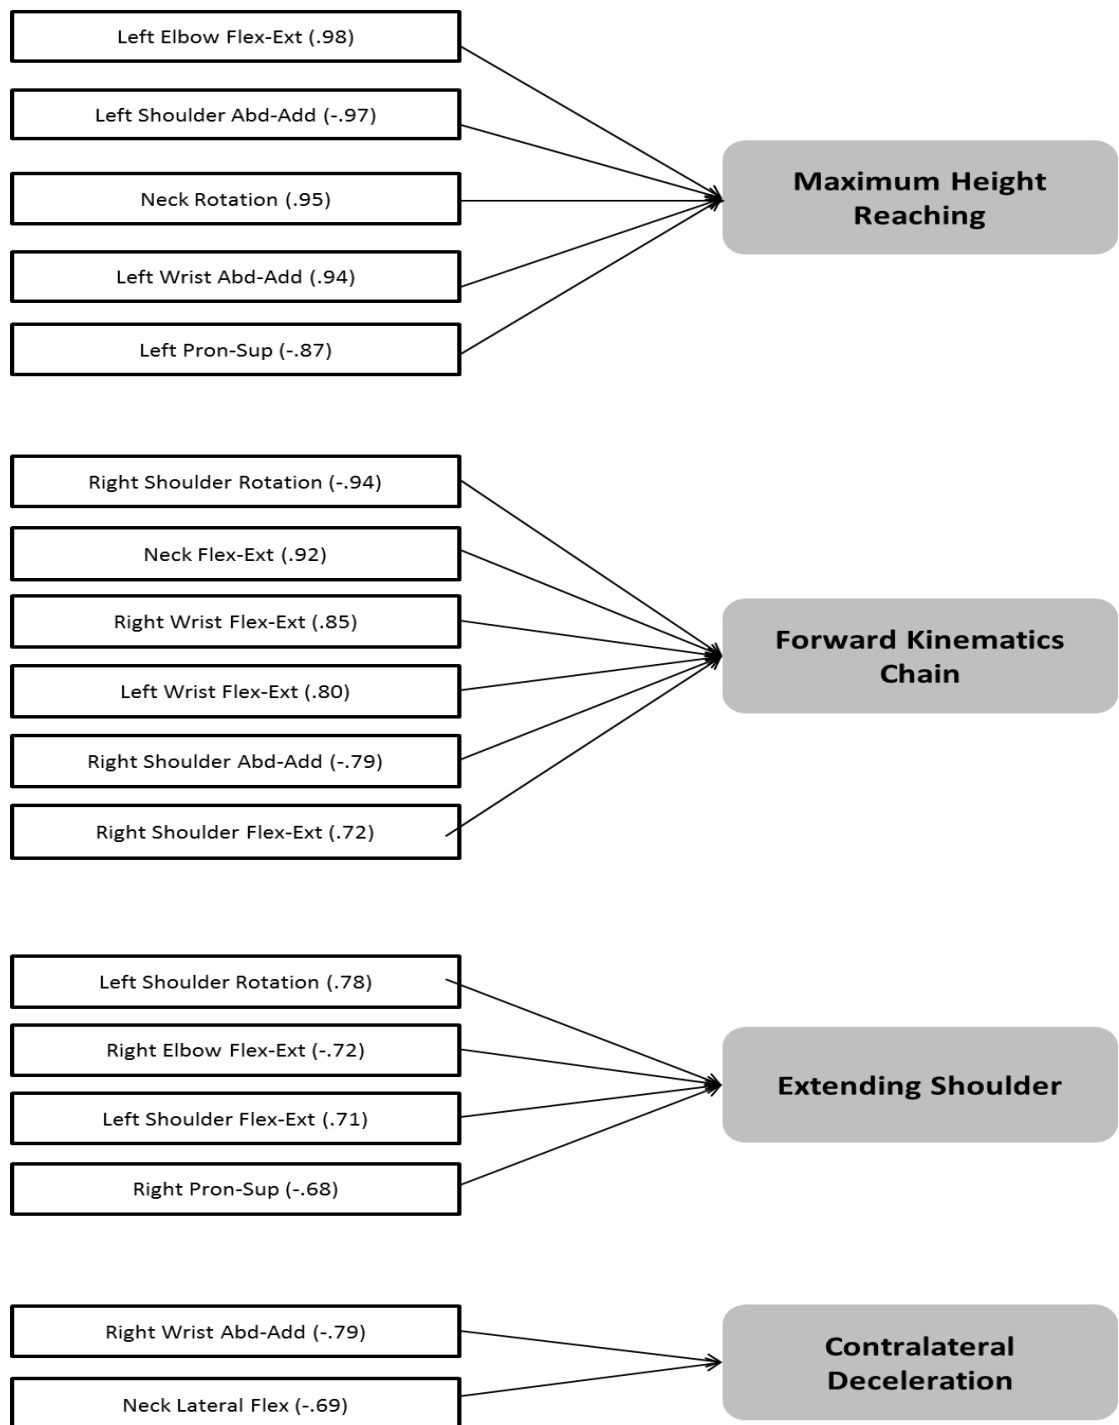 Left Elbow Flex-Ext (.98)
Left Shoulder Abd-Add (-.97)
Neck Rotation (.95)
Left Wrist Abd-Add (.94)
Left Pron-Sup (-.87)
Maximum Height
Reaching
Right Shoulder Rotation (-.94)
Neck Flex-Ext (.92)
Right Wrist Flex-Ext (.85)
Left Wrist Flex-Ext (.80)
Right Shoulder Abd-Add (-.79)
Right Shoulder Flex-Ext (.72)
Forward Kinematics
Chain
Left Shoulder Rotation (.78)
Right Elbow Flex-Ext (-.72)
Left Shoulder Flex-Ext (.71)
Right Pron-Sup (-.68)
Extending Shoulder
Right Wrist Abd-Add (-.79)
Neck Lateral Flex (-.69)
Contralateral
Deceleration